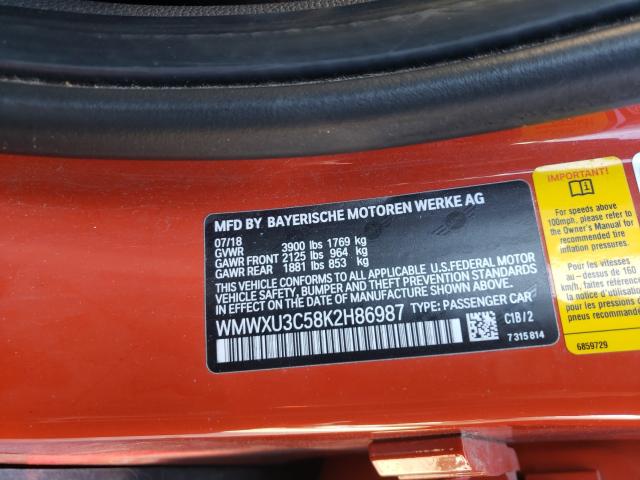 MFD BY BAYERISCHE MOTOREN WERKE AG
07/18
GVWR 3900 lbs 1769 kg
GAWR FRONT 2125 lbs 964 kg
GAWR REAR 1881 lbs 853 kg
THIS VEHICLE CONFORMS TO ALL APPLICABLE U.S.FEDERAL MOTOR
VEHICLE SAFETY, BUMPER, AND THEFT PREVENTION STANDARDS
IN EFFECT ON THE DATE OF MANUFACTURE SHOWN ABOVE.
WMWXU3C58K2H86987 TYPE: PASSENGER CAR
C1B/2
7 315 814
IMPORTANT!
For speeds above
100mph, please refer to
the Owner's Manual for
recommended tire
inflation pressures.
Pour les vitesses
au-dessus de 160
km/h, faites référence
6859729